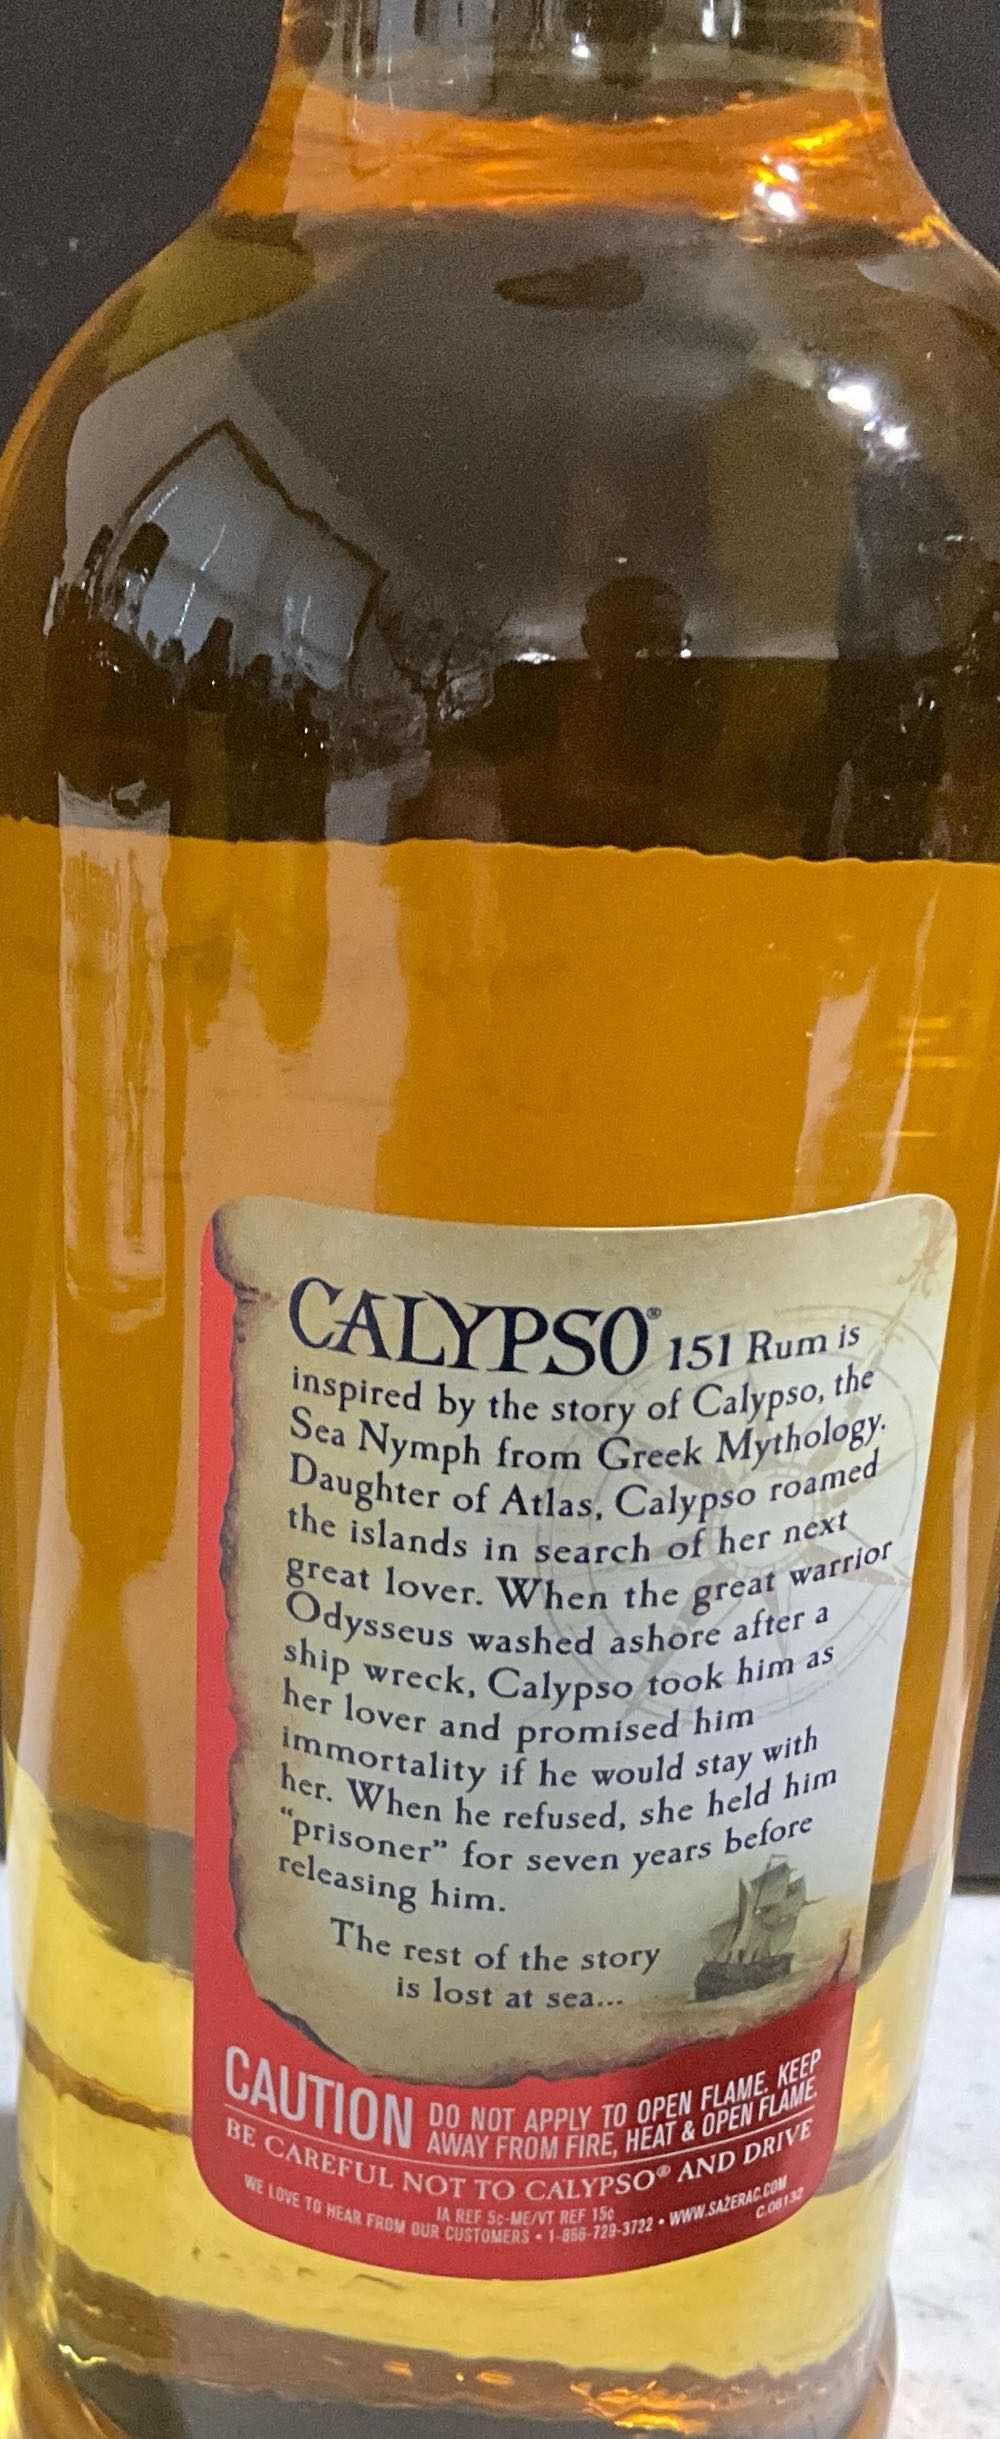 CALYPSO® 151 Rum is
inspired by the story of Calypso, the
Sea Nymph from Greek Mythology.
Daughter of Atlas, Calypso roamed
the islands in search of her next
great lover. When the great warrior
Odysseus washed ashore after a
ship wreck, Calypso took him as
her lover and promised him
immortality if he would stay with
her. When he refused, she held him
“prisoner” for seven years before
releasing him.
The rest of the story
is lost at sea...
CAUTION DO NOT APPLY TO OPEN FLAME. KEEP
AWAY FROM FIRE, HEAT & OPEN FLAME.
BE CAREFUL NOT TO CALYPSO® AND DRIVE
IA REF 5¢-ME/VT REF 15¢
WE LOVE TO HEAR FROM OUR CUSTOMERS • 1-866-729-3722 • WWW.SAZERAC.COM
C.08132